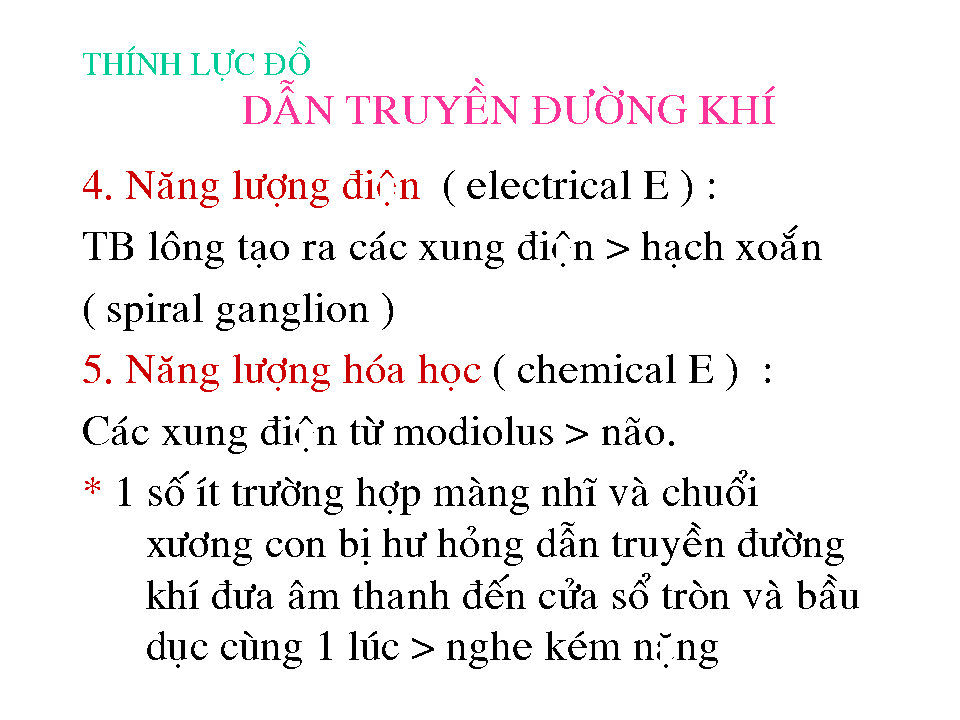 THÍNH LỰC ĐỒ
DẪN TRUYỀN ĐƯỜNG KHÍ
4. Năng lượng điện ( electrical E ) :
TB lông tạo ra các xung điện > hạch xoắn
( spiral ganglion )
5. Năng lượng hóa học ( chemical E ) :
Các xung điện từ modiolus > não.
* 1 số ít trường hợp màng nhĩ và chuổi
xương con bị hư hỏng dẫn truyền đường
khí đưa âm thanh đến cửa sổ tròn và bầu
dục cùng 1 lúc > nghe kém nặng